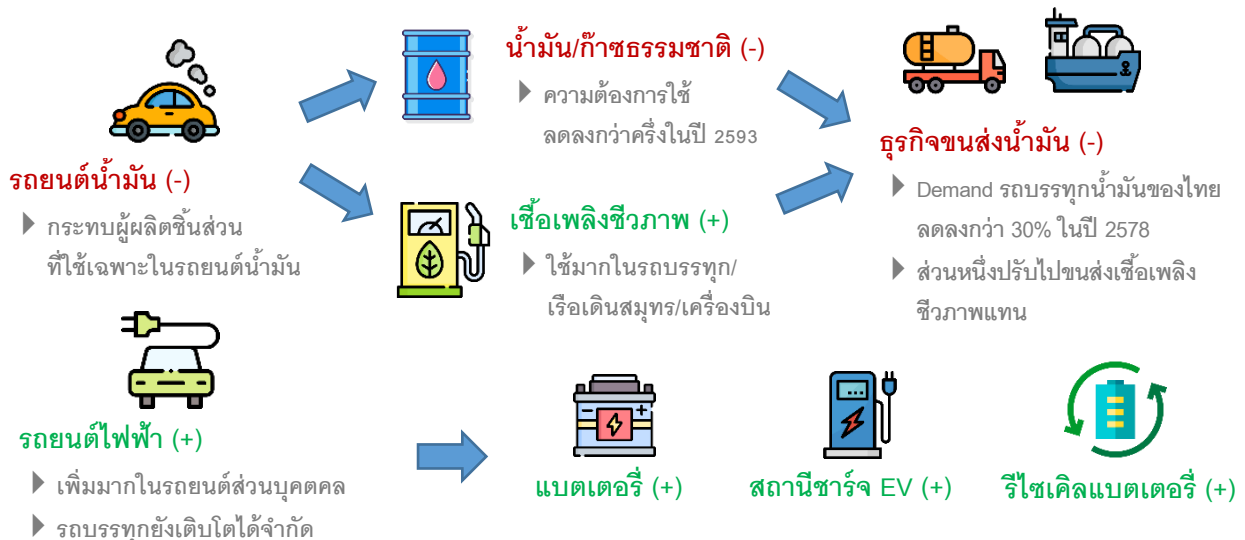 น้ำมัน/ก๊าซธรรมชาติ (-)
ความต้องการใช้
ลดลงกว่าครึ่งในปี 2593
รถยนต์น้ำมัน (-)
กระทบผู้ผลิตชิ้นส่วน
ที่ใช้เฉพาะในรถยนต์น้ำมัน
เชื้อเพลิงชีวภาพ (+)
ใช้มากในรถบรรทุก/
เรือเดินสมุทร/เครื่องบิน
ธุรกิจขนส่งน้ำมัน (-)
Demand รถบรรทุกน้ำมันของไทย
ลดลงกว่า 30% ในปี 2578
ส่วนหนึ่งปรับไปขนส่งเชื้อเพลิง
ชีวภาพแทน
รถยนต์ไฟฟ้า (+)
เพิ่มมากในรถยนต์ส่วนบุคคล
รถบรรทุกยังเติบโตได้จำกัด
แบตเตอรี่ (+)
สถานีชาร์จ EV (+)
รีไซเคิลแบตเตอรี่ (+)